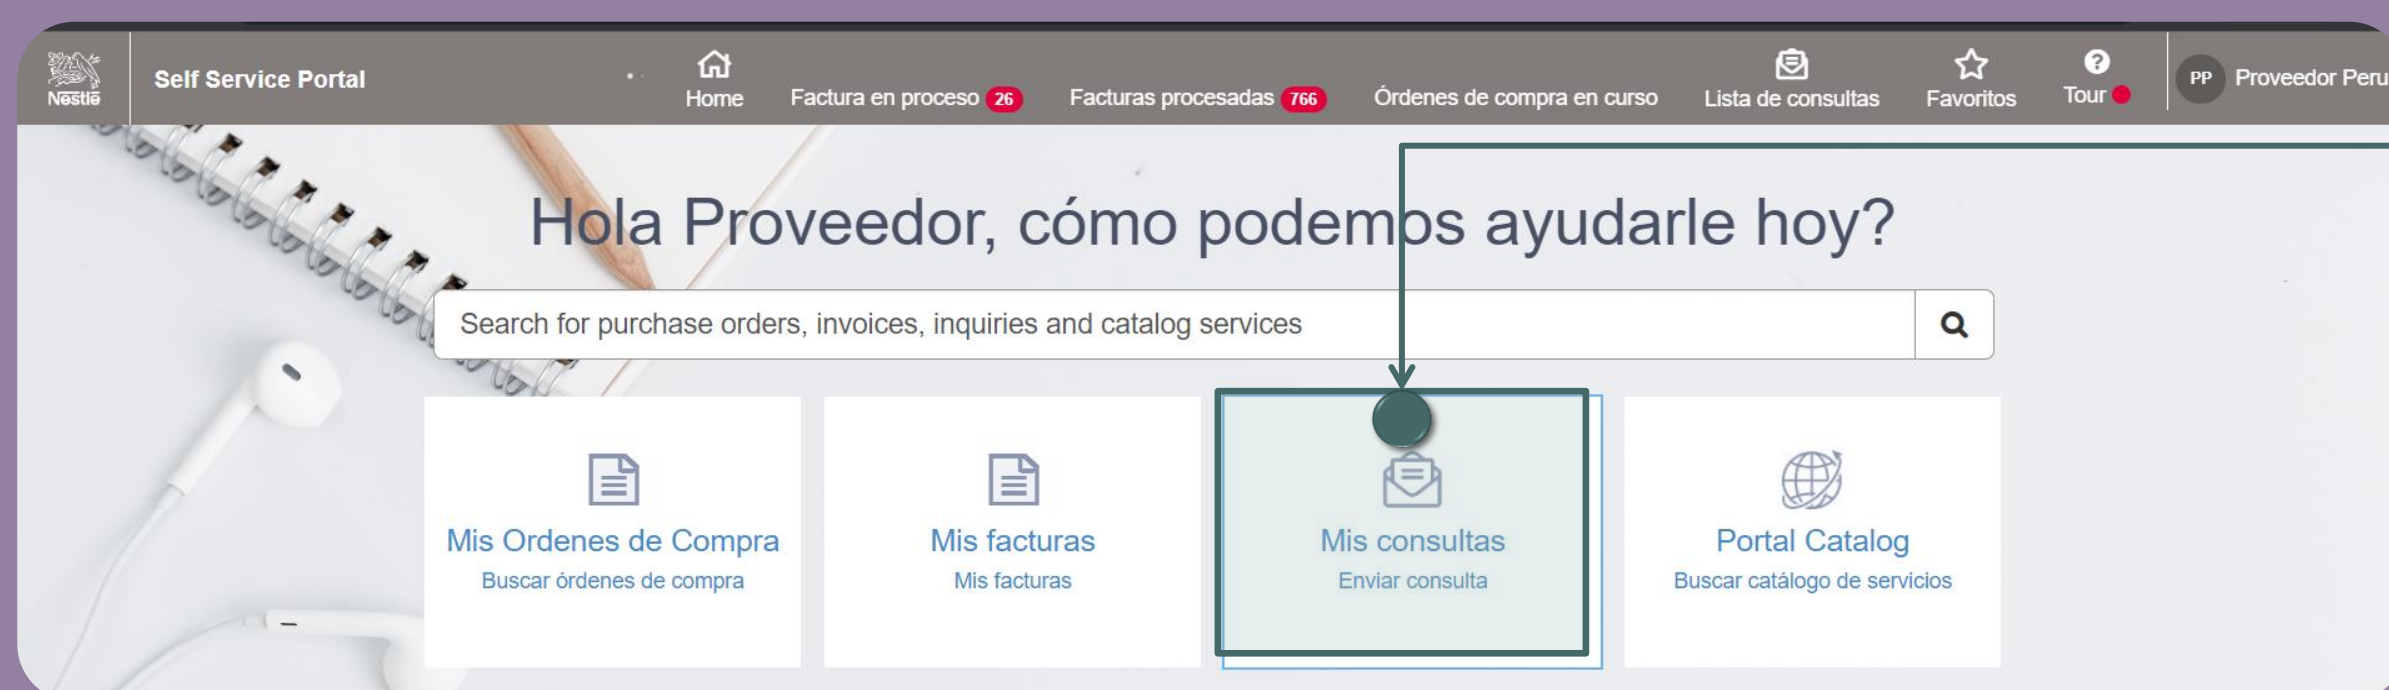 Nestlē
Self Service Portal
Home
Factura en proceso 26
Facturas procesadas 766
Órdenes de compra en curso
Lista de consultas
Favoritos
Tour
PP Proveedor Peru
Hola Proveedor, cómo podemos ayudarle hoy?
Search for purchase orders, invoices, inquiries and catalog services
Mis Ordenes de Compra
Buscar órdenes de compra
Mis facturas
Mis facturas
Mis consultas
Enviar consulta
Portal Catalog
Buscar catálogo de servicios